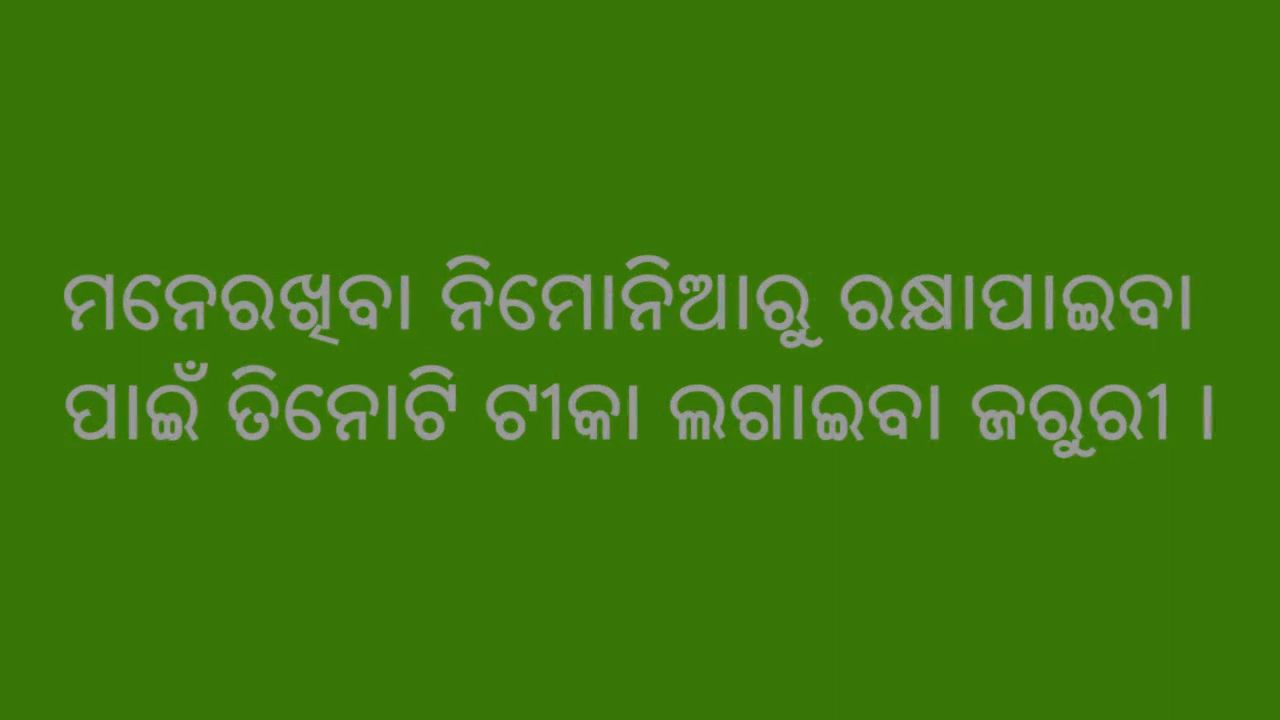 ମନେରଖିବା ନିମୋନିଆରୁ ରକ୍ଷାପାଇବା
ପାଇଁ ତିନୋଟି ଟୀକା ଲଗାଇବା ଜରୁରୀ ।